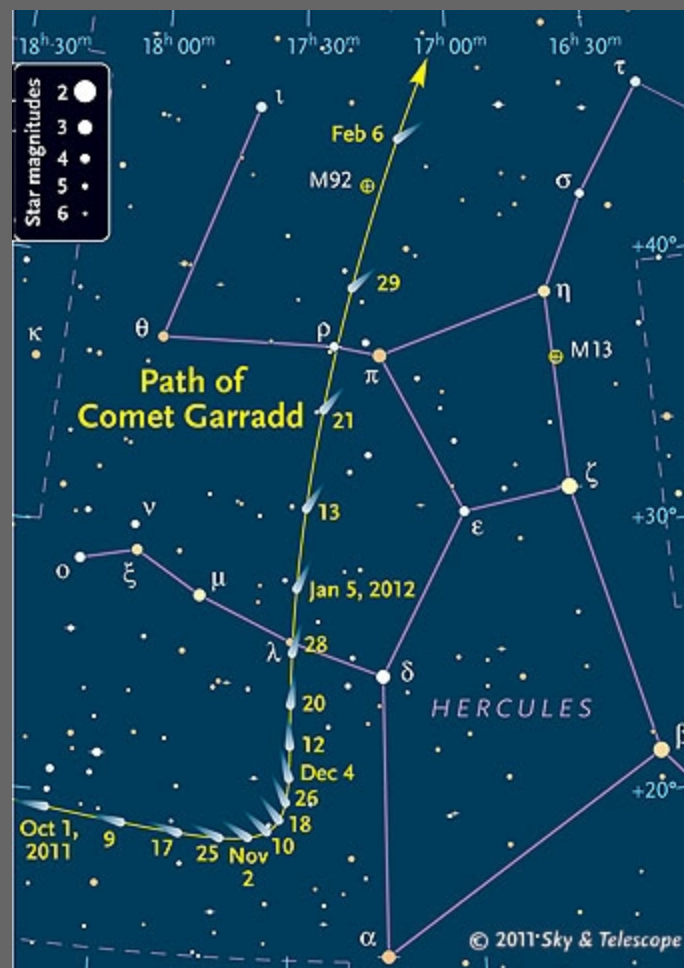 18ʰ 30ᵐ 18ʰ 00ᵐ 17ʰ 30ᵐ 17ʰ 00ᵐ 16ʰ 30ᵐ
Star magnitudes
2
3
4
5
6
ι
τ
Feb 6
M92
σ
+40°
29
η
κ
θ
ρ
π
M13
Path of
Comet Garradd
21
ζ
13
ν
+30°
ε
ο
ξ
μ
Jan 5, 2012
λ
28
δ
20
HERCULES
12
β
Dec 4
+20°
26
Oct 1,
2011
9
17
25
Nov
2
10
18
α
© 2011 Sky & Telescope